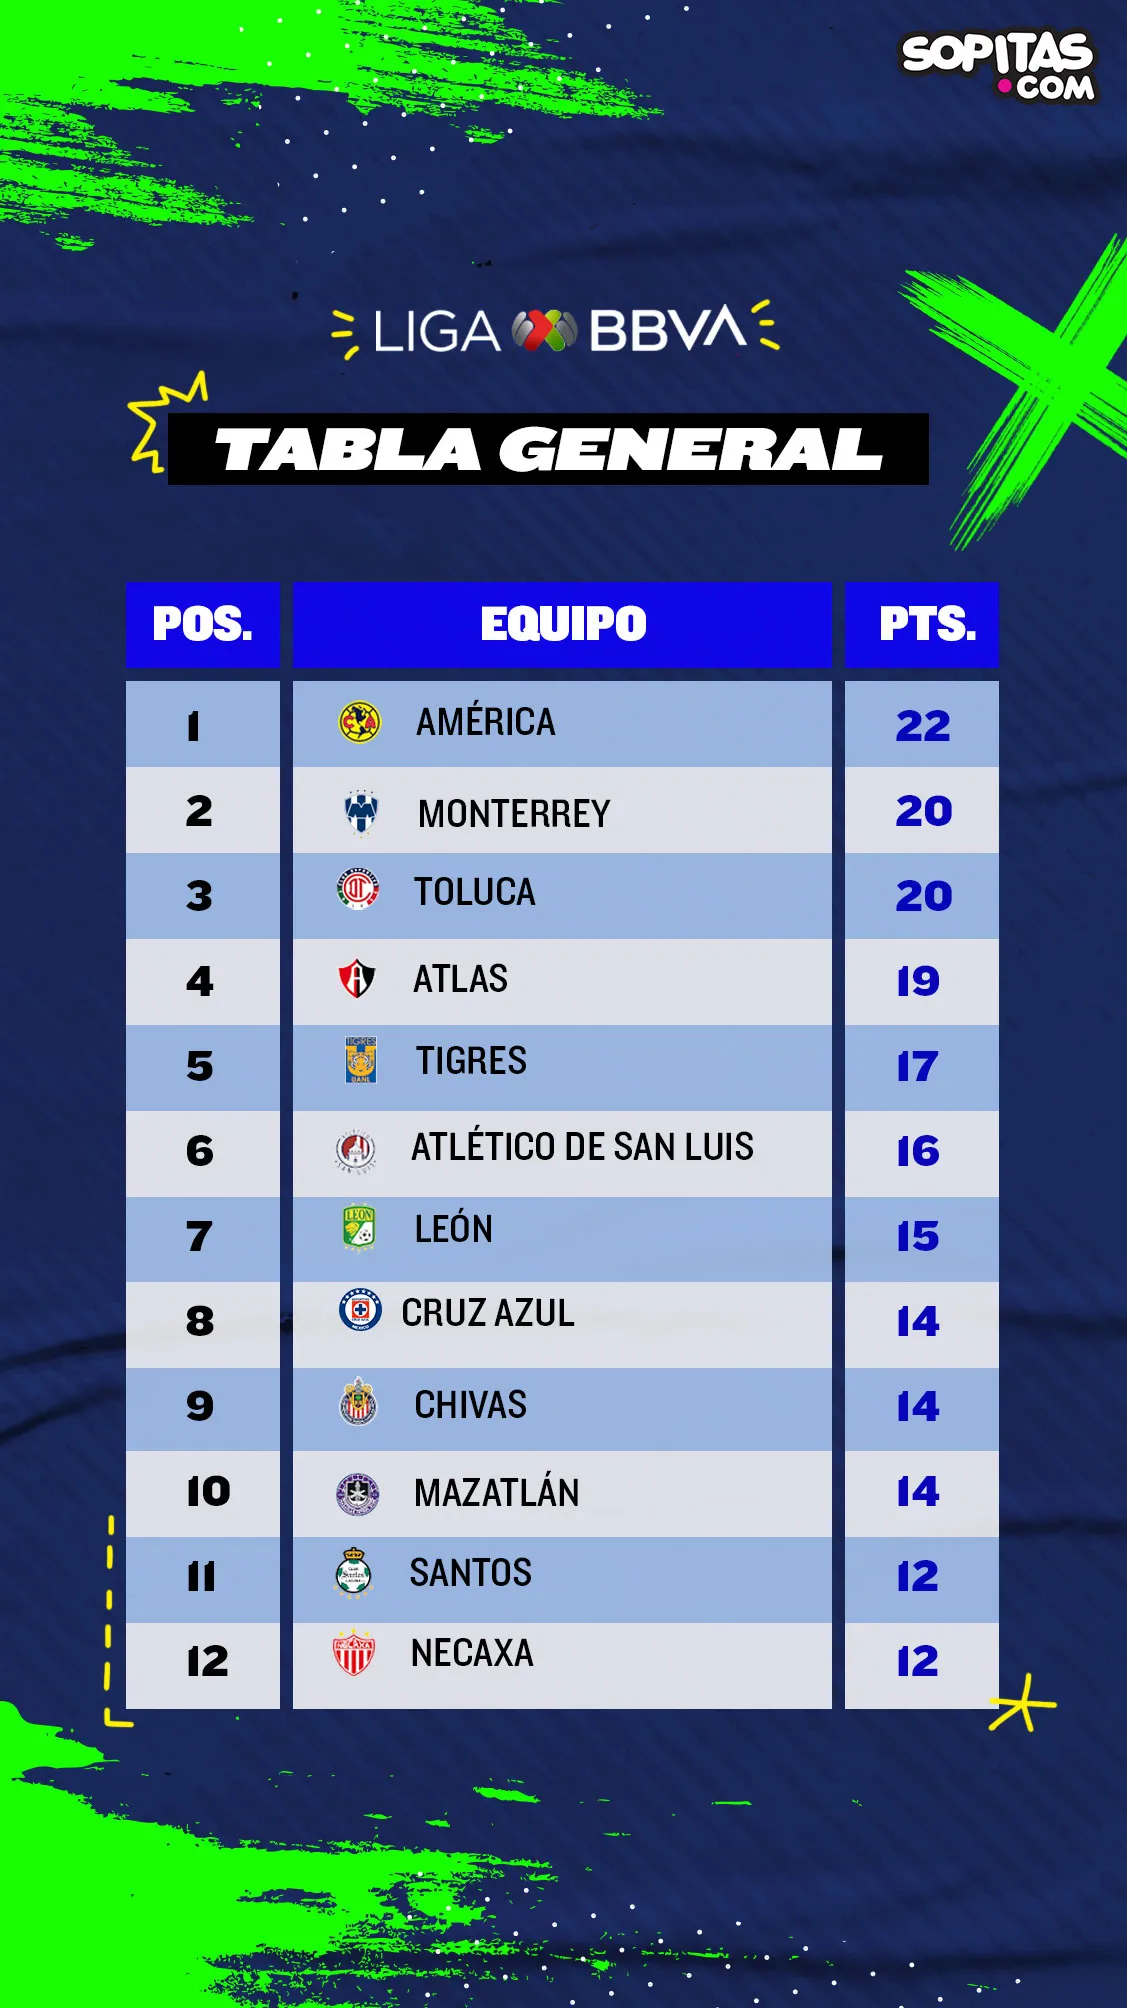 SOPITAS
.COM
LIGA BBVA
TABLA GENERAL
POS. EQUIPO PTS.
1 AMÉRICA 22
2 MONTERREY 20
3 TOLUCA 20
4 ATLAS 19
5 TIGRES 17
6 ATLÉTICO DE SAN LUIS 16
7 LEÓN 15
8 CRUZ AZUL 14
9 CHIVAS 14
10 MAZATLÁN 14
11 SANTOS 12
12 NECAXA 12